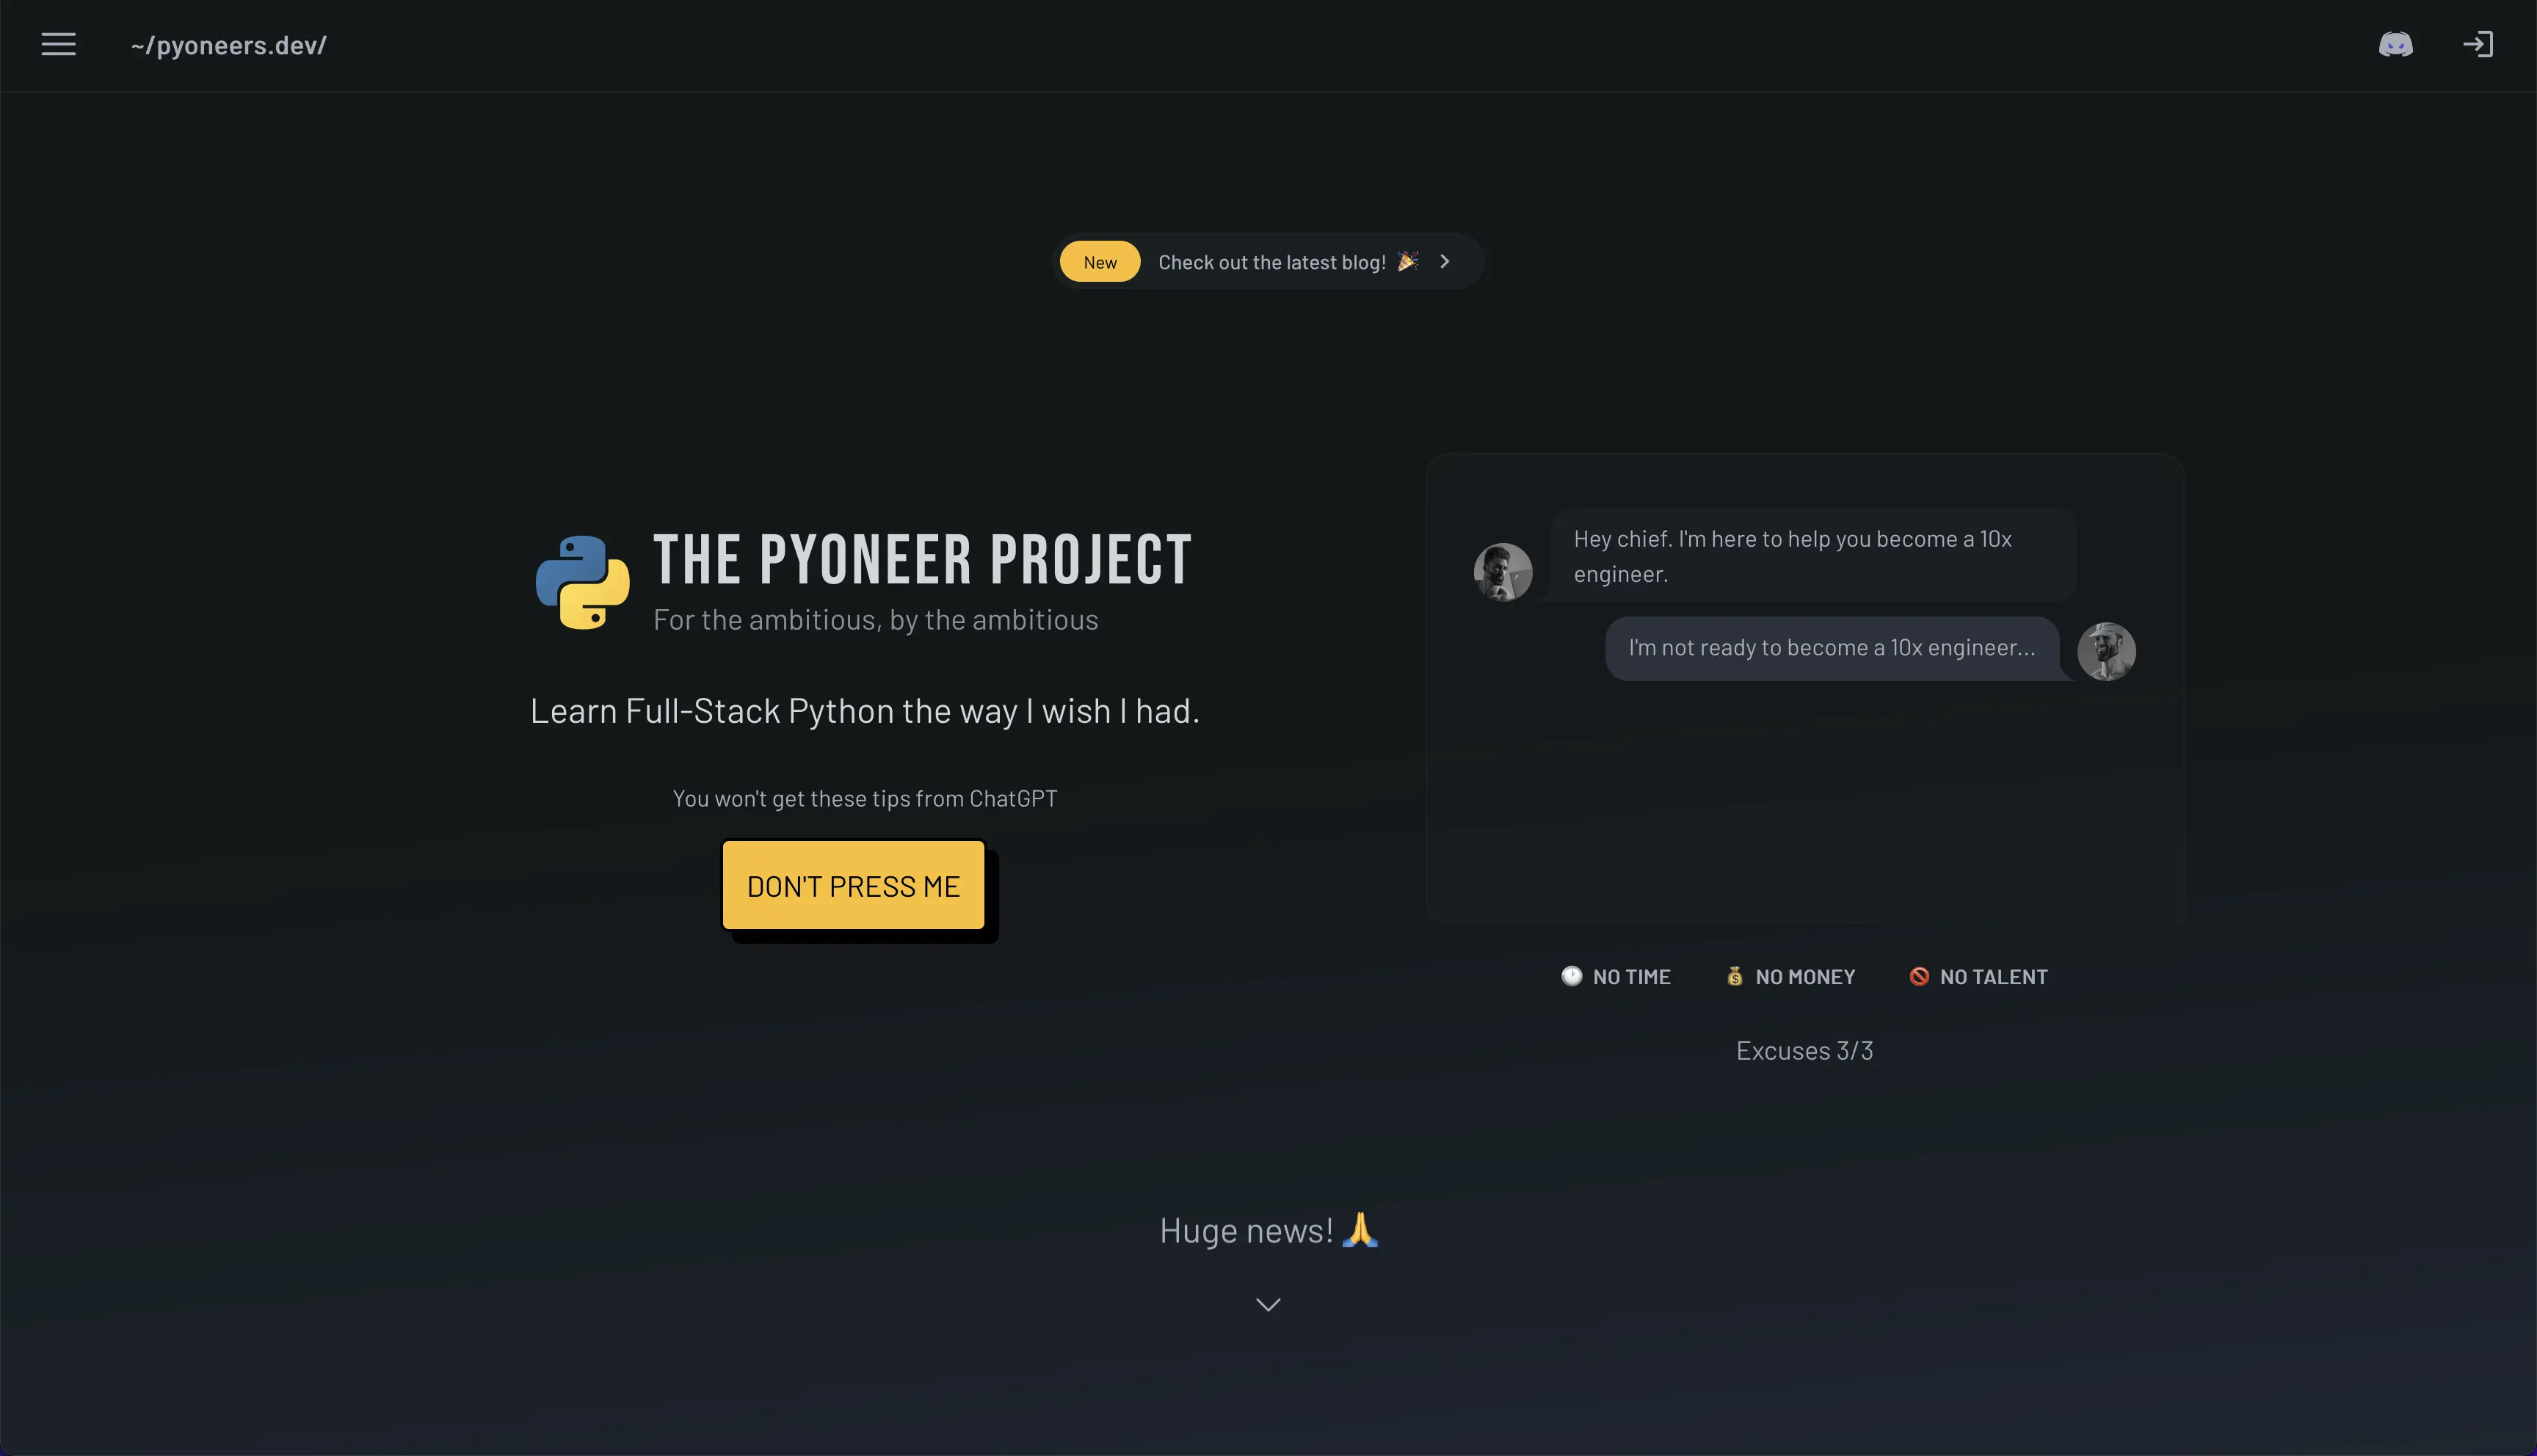 ~/pyoneers.dev/
New
Check out the latest blog! 🎉
THE PYONEER PROJECT
For the ambitious, by the ambitious
Learn Full-Stack Python the way I wish I had.
You won't get these tips from ChatGPT
DON'T PRESS ME
Hey chief. I'm here to help you become a 10x
engineer.
I'm not ready to become a 10x engineer...
🕐 NO TIME
💰 NO MONEY
🚫 NO TALENT
Excuses 3/3
Huge news! 🙏